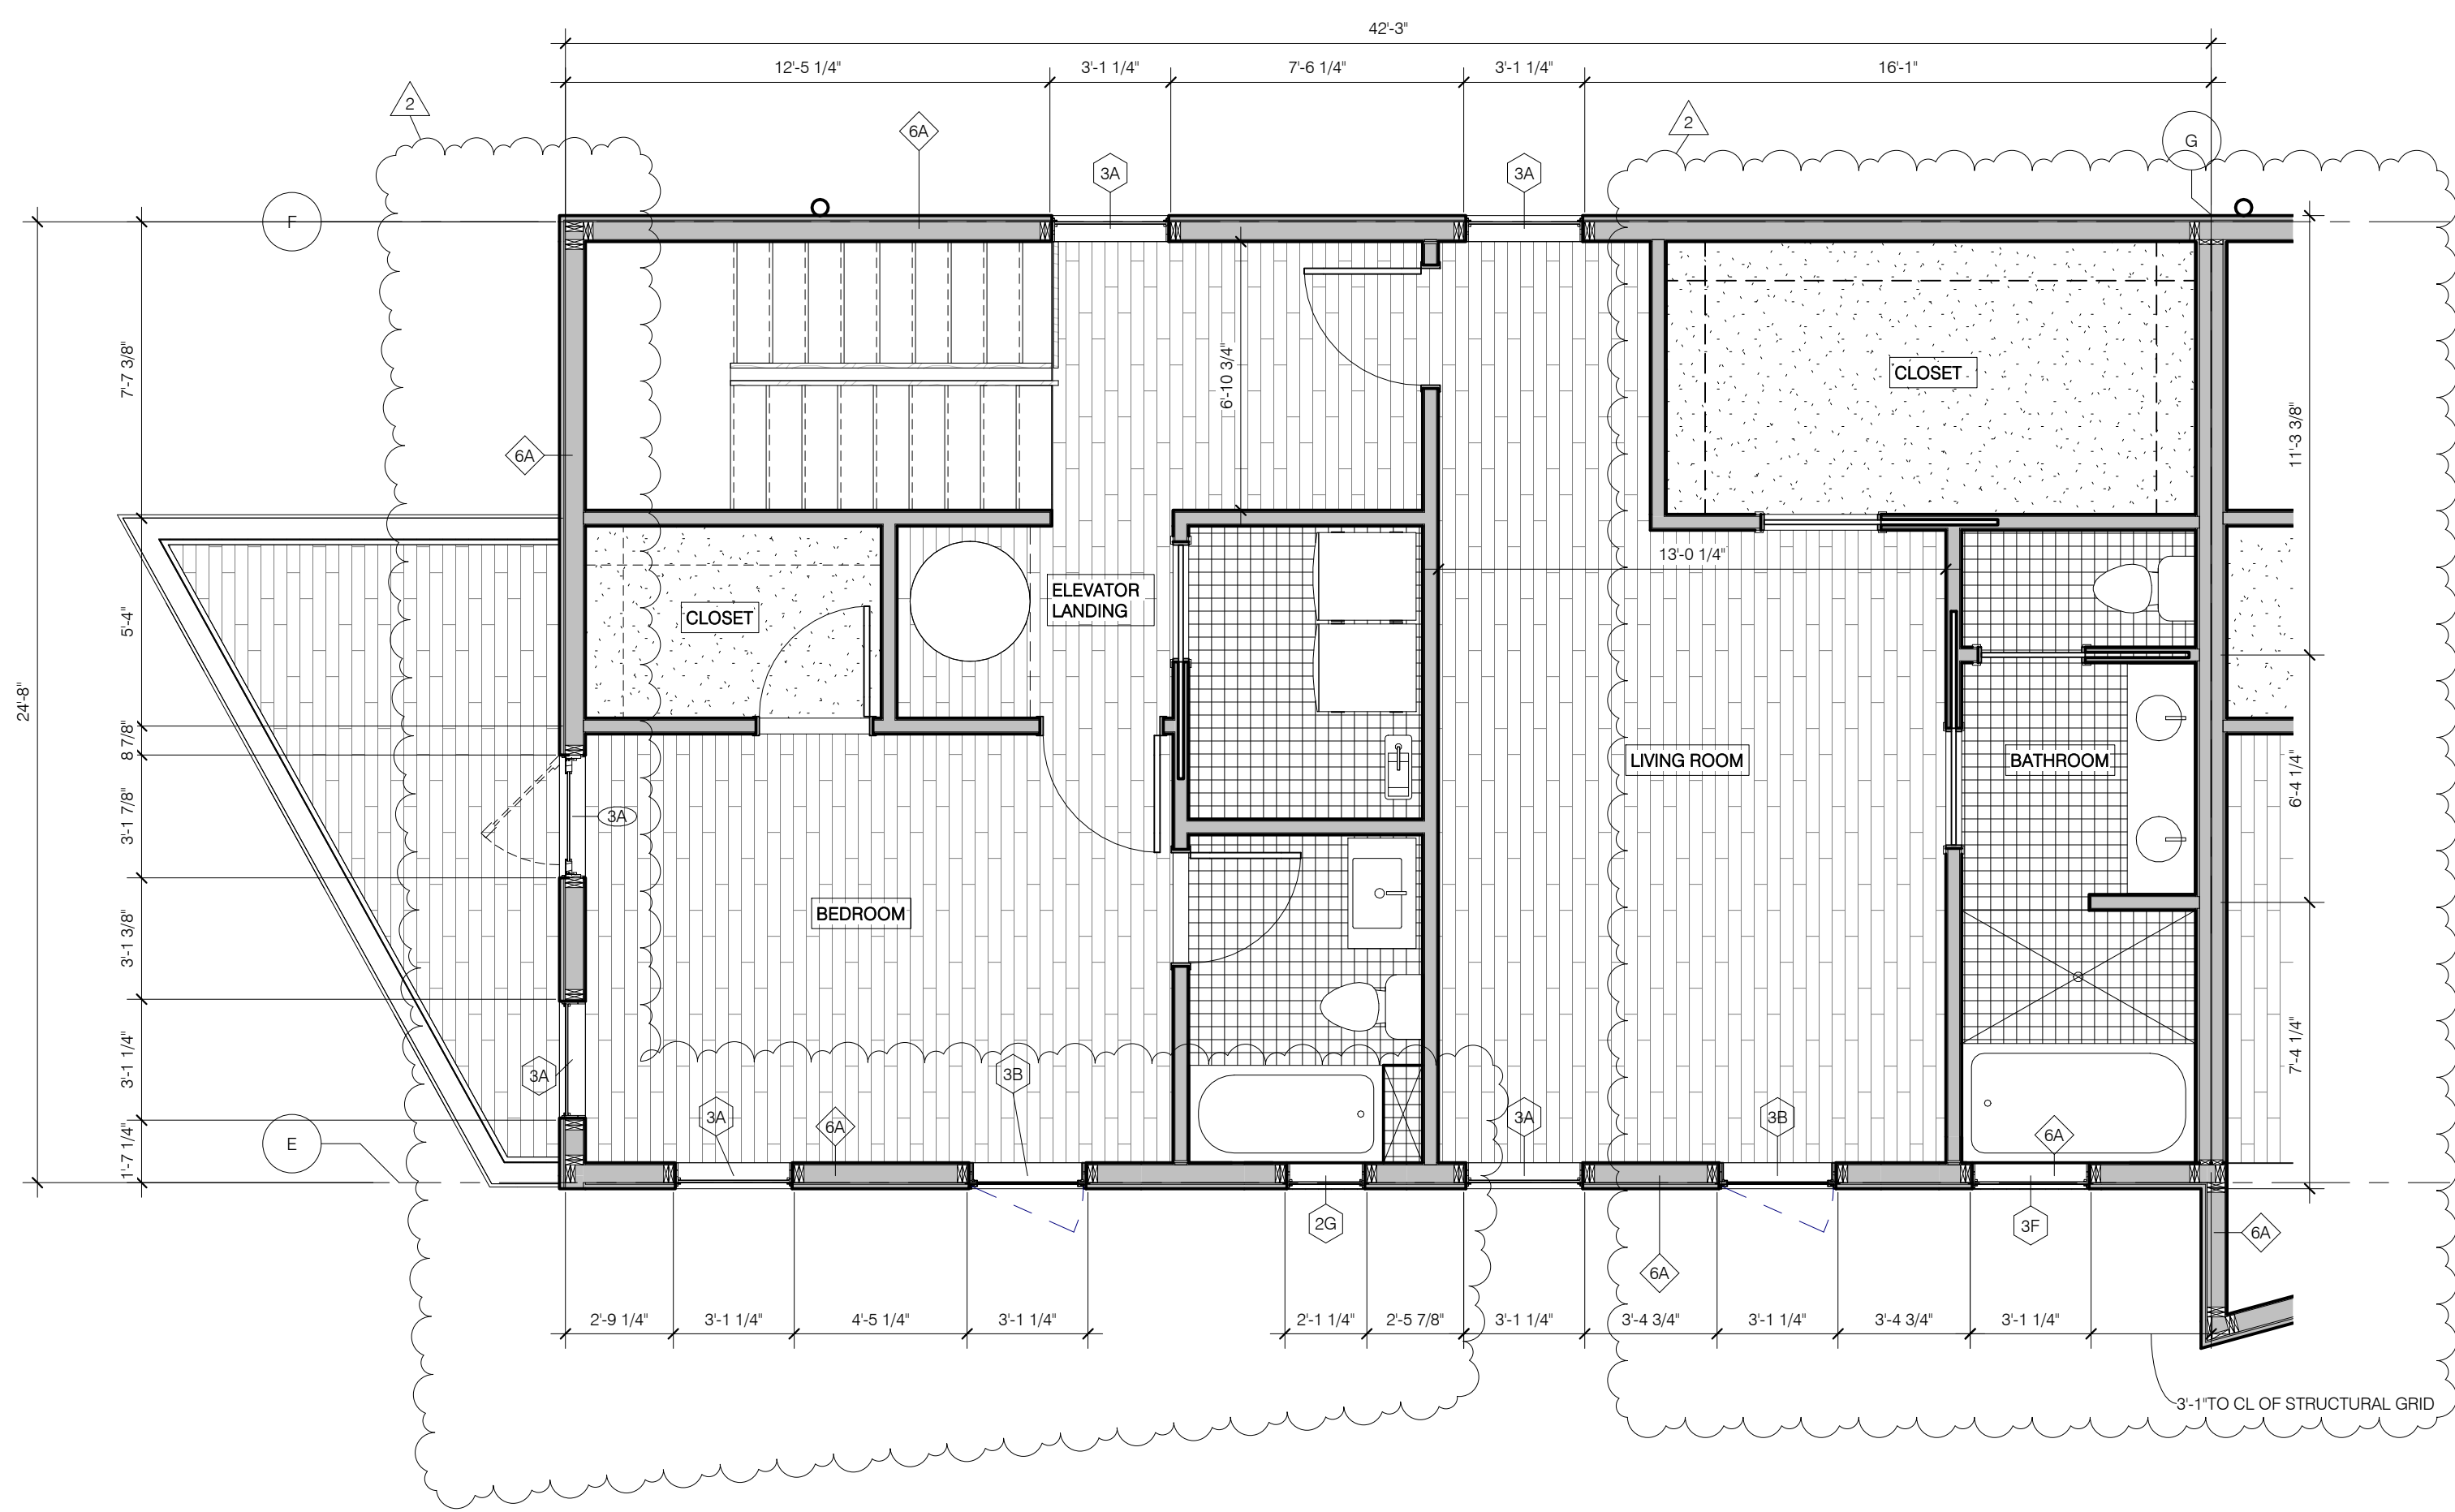 42'-3"
12'-5 1/4"
3'-1 1/4"
7'-6 1/4"
3'-1 1/4"
16'-1"
2
2
6A
G
3A
3A
F
7'-7 3/8"
6'-10 3/4"
CLOSET
11'-3 3/8"
6A
13'-0 1/4"
5'-4"
CLOSET
ELEVATOR
LANDING
24'-8"
8 7/8"
LIVING ROOM
BATHROOM
6'-4 1/4"
3'-1 7/8"
3A
BEDROOM
3'-1 3/8"
3'-1 1/4"
3A
3B
7'-4 1/4"
3A
6A
3A
3B
6A
E
1'-7 1/4"
2G
3F
6A
6A
2'-9 1/4"
3'-1 1/4"
4'-5 1/4"
3'-1 1/4"
2'-1 1/4"
2'-5 7/8"
3'-1 1/4"
3'-4 3/4"
3'-1 1/4"
3'-4 3/4"
3'-1 1/4"
3'-1"TO CL OF STRUCTURAL GRID